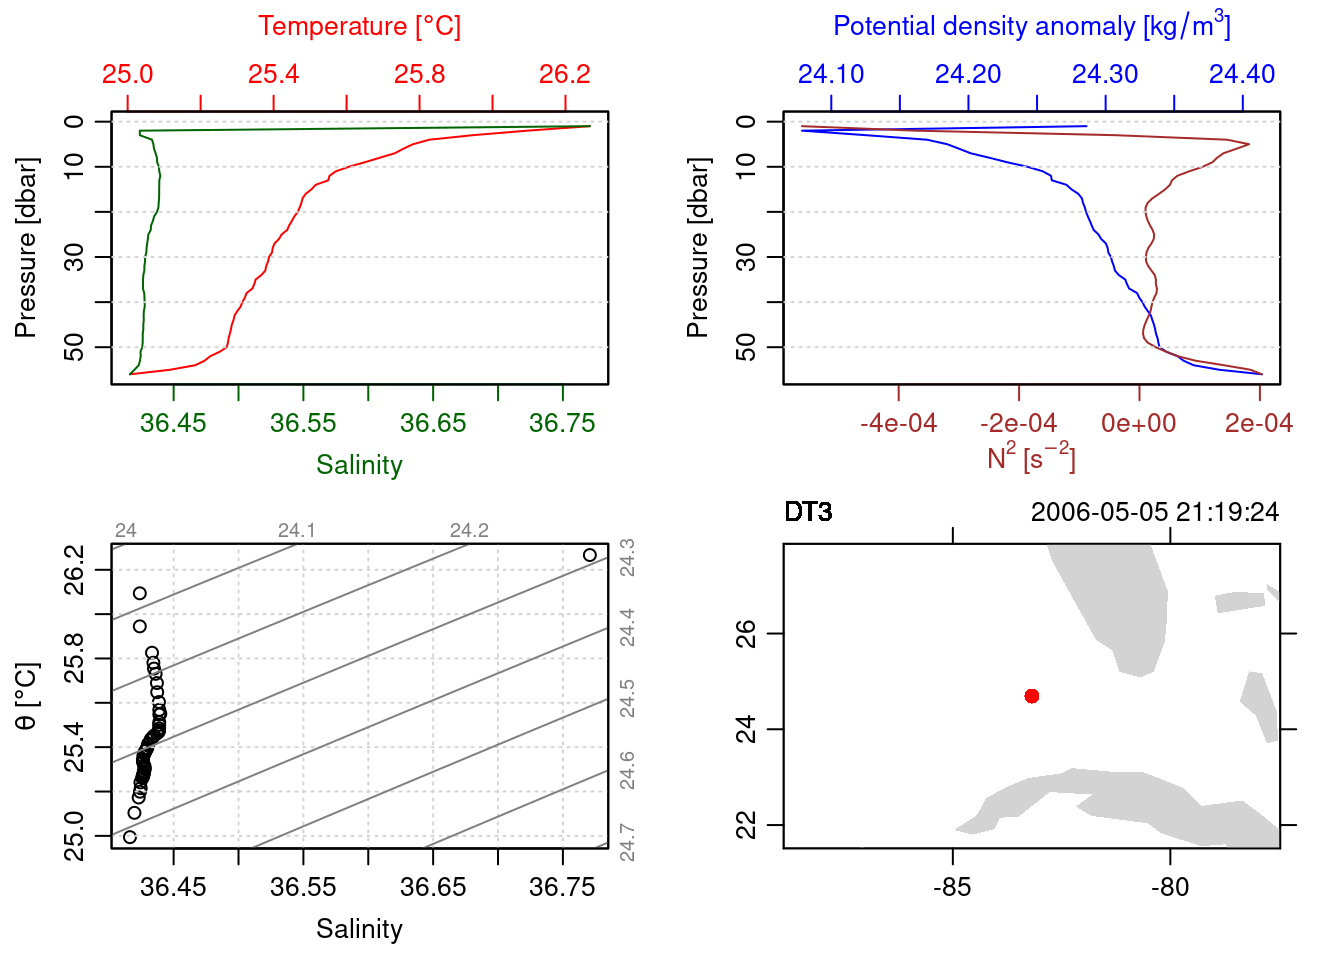 Temperature [°C]
25.0 25.4 25.8 26.2
Pressure [dbar]
0
10
30
50
36.45 36.55 36.65 36.75
Salinity
Potential density anomaly [kg/m³]
24.10 24.20 24.30 24.40
Pressure [dbar]
0
10
30
50
-4e-04 -2e-04 0e+00 2e-04
N² [s⁻²]
24 24.1 24.2
24.3
24.4
24.5
24.6
24.7
θ [°C]
26.2
25.8
25.4
25.0
36.45 36.55 36.65 36.75
Salinity
DT3 2006-05-05 21:19:24
26
24
22
-85 -80